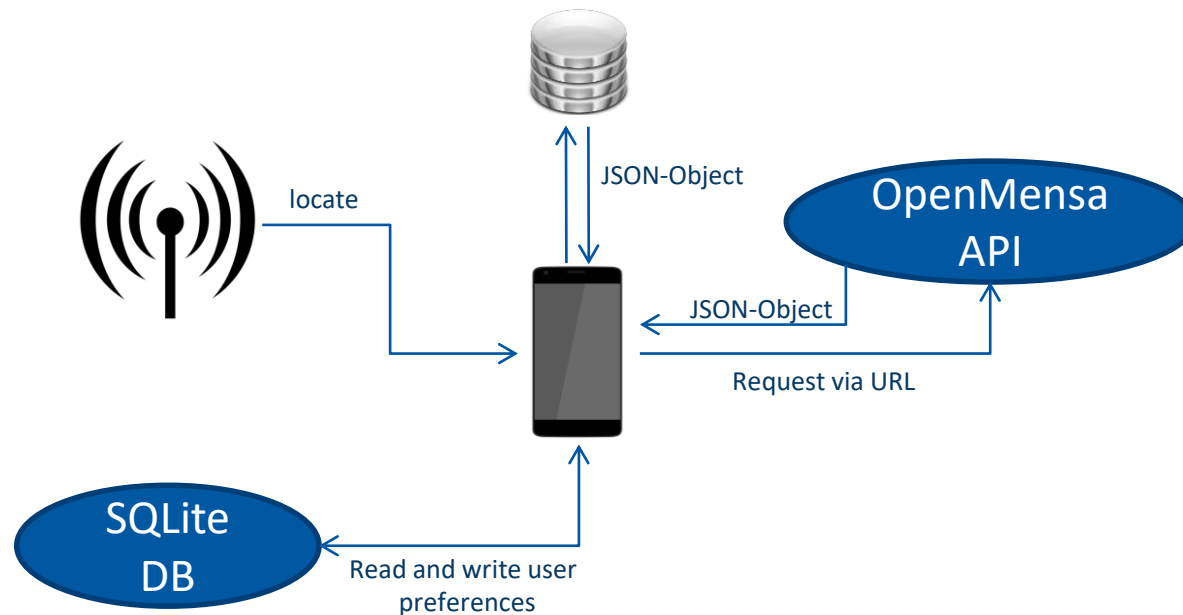 JSON-Object
locate
OpenMensa
API
JSON-Object
Request via URL
SQLite
DB
Read and write user
preferences